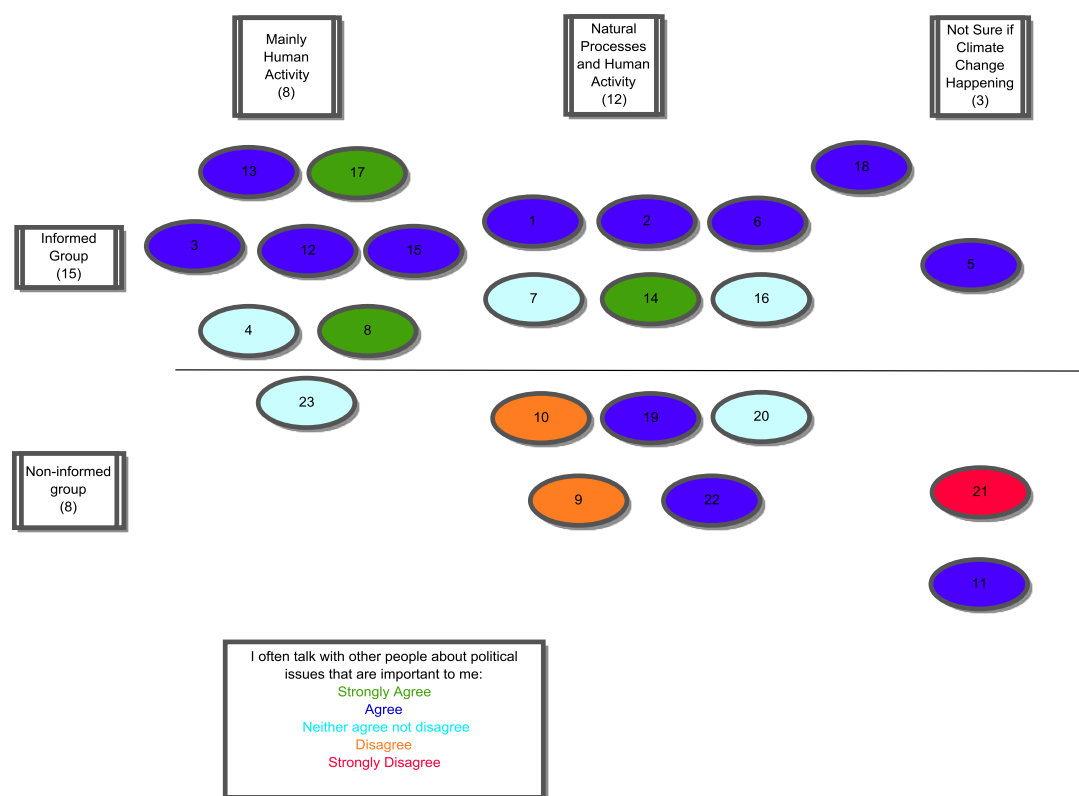 Mainly
Human
Activity
(8)
Natural
Processes
and Human
Activity
(12)
Not Sure if
Climate
Change
Happening
(3)
13
17
18
1
2
6
Informed
Group
(15)
3
12
15
5
7
14
16
4
8
23
10
19
20
Non-informed
group
(8)
9
22
21
11
I often talk with other people about political
issues that are important to me:
Strongly Agree
Agree
Neither agree not disagree
Disagree
Strongly Disagree